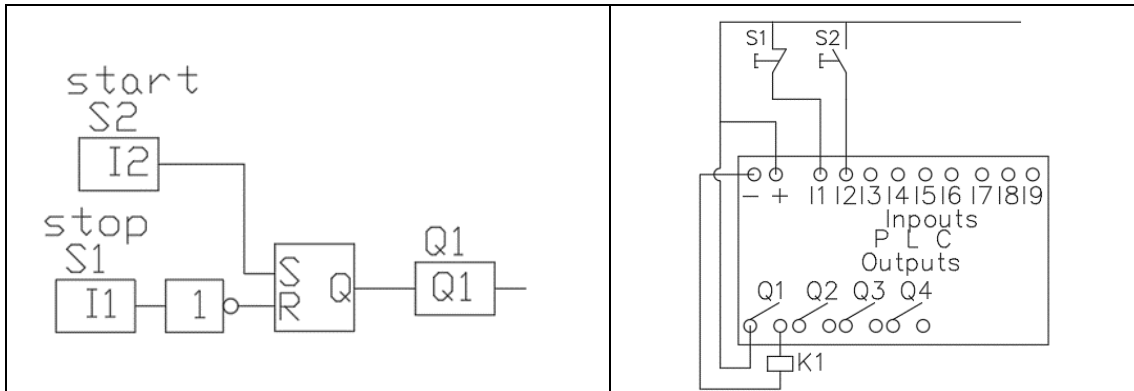 start
S2
I2
stop
S1
I1
1
S
R
Q
Q1
Q1
S1
S2
- + I1 I2 I3 I4 I5 I6 I7 I8 I9
Inpouts
P L C
Outputs
Q1 Q2 Q3 Q4
K1